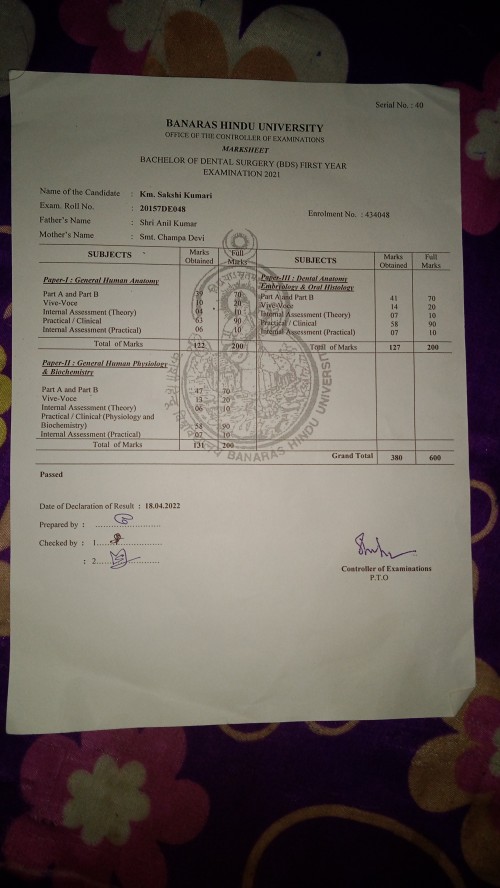 Serial No. : 40
BANARAS HINDU UNIVERSITY
OFFICE OF THE CONTROLLER OF EXAMINATIONS
MARKSHEET
BACHELOR OF DENTAL SURGERY (BDS) FIRST YEAR
EXAMINATION 2021
Name of the Candidate : Km. Sakshi Kumari
Exam. Roll No. : 20157DE048 Enrolment No. : 434048
Father's Name : Shri Anil Kumar
Mother's Name : Smt. Champa Devi
SUBJECTS Marks Obtained Full Marks
Paper-I : General Human Anatomy
Part A and Part B 39 70
Vive-Voce 10 20
Internal Assessment (Theory) 04 10
Practical / Clinical 63 90
Internal Assessment (Practical) 06 10
Total of Marks 122 200
Paper-II : General Human Physiology
& Biochemistry
Part A and Part B 47 70
Vive-Voce 13 20
Internal Assessment (Theory) 06 10
Practical / Clinical (Physiology and
Biochemistry) 58 90
Internal Assessment (Practical) 07 10
Total of Marks 131 200
SUBJECTS Marks Obtained Full Marks
Paper-III : Dental Anatomy
Embriology & Oral Histology
Part A and Part B 41 70
Vive-Voce 14 20
Internal Assessment (Theory) 07 10
Practical / Clinical 58 90
Internal Assessment (Practical) 07 10
Total of Marks 127 200
Grand Total 380 600
BANARAS HINDU UNIVERSITY
Passed
Date of Declaration of Result : 18.04.2022
Prepared by :
Checked by : 1.
: 2.
Controller of Examinations
P.T.O